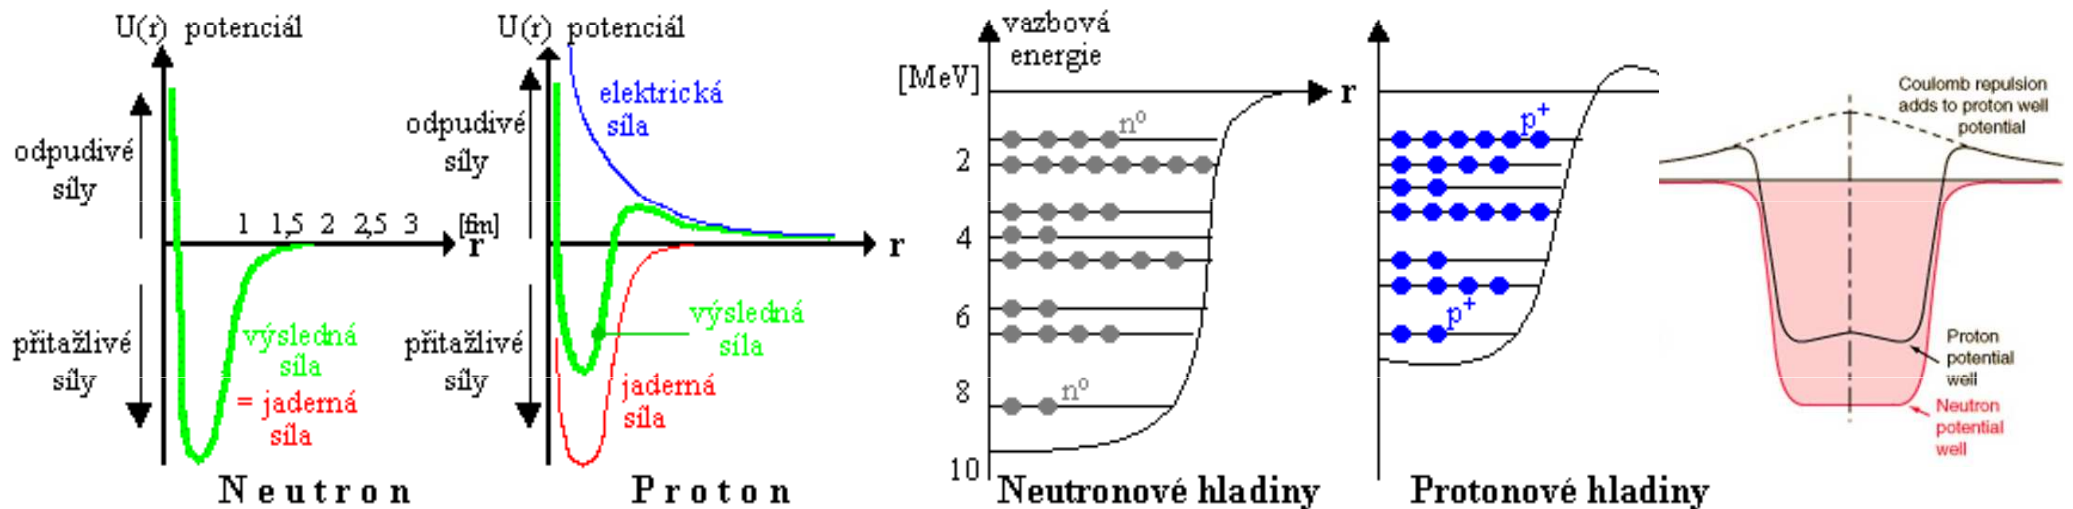 U(r) potenciál
odpudivé
síly
přitažlivé
síly
1 1,5 2 2,5 3 [fm]
r
výsledná
síla
= jaderná
síla
Neutron
U(r) potenciál
odpudivé
síly
přitažlivé
síly
elektrická
síla
r
výsledná
síla
jaderná
síla
Proton
vazbová
energie
[MeV]
r
2
4
6
8
10
n⁰
n⁰
Neutronové hladiny
p⁺
p⁺
Protonové hladiny
Coulomb repulsion
adds to proton well
potential
Proton
potential
well
Neutron
potential
well